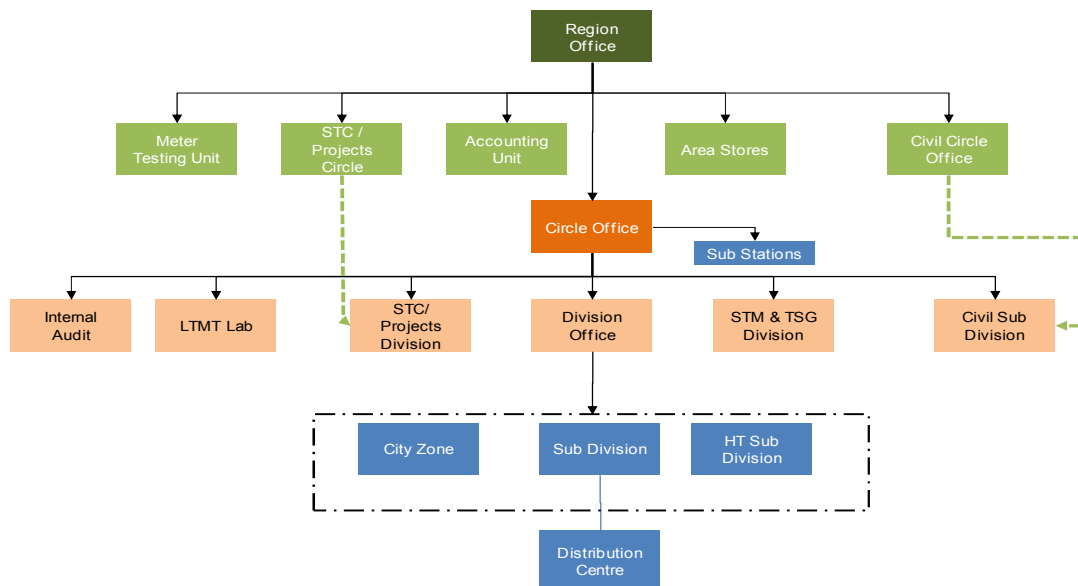 Region
Office
Meter
Testing Unit
STC /
Projects
Circle
Accounting
Unit
Area Stores
Civil Circle
Office
Circle Office
Sub Stations
Internal
Audit
LTMT Lab
STC/
Projects
Division
Division
Office
STM & TSG
Division
Civil Sub
Division
City Zone
Sub Division
HT Sub
Division
Distribution
Centre